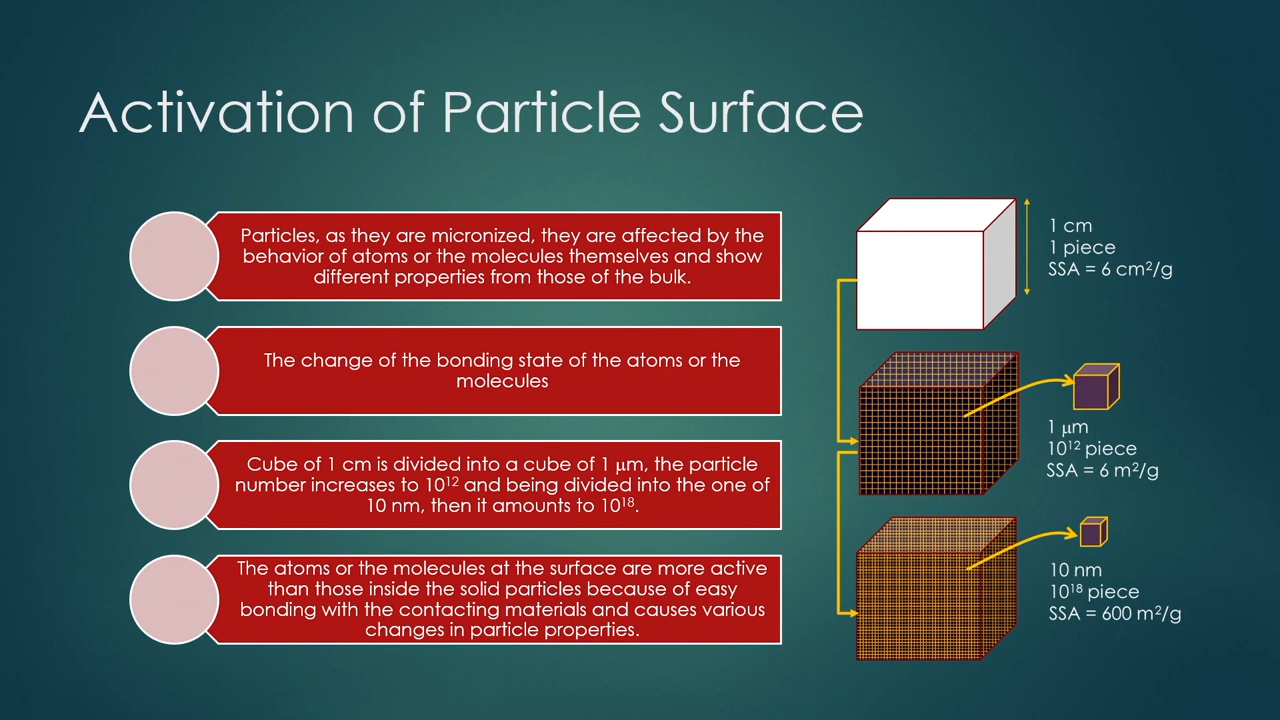 Activation of Particle Surface
Particles, as they are micronized, they are affected by the
behavior of atoms or the molecules themselves and show
different properties from those of the bulk.
The change of the bonding state of the atoms or the
molecules
Cube of 1 cm is divided into a cube of 1 μm, the particle
number increases to 10¹² and being divided into the one of
10 nm, then it amounts to 10¹⁸.
The atoms or the molecules at the surface are more active
than those inside the solid particles because of easy
bonding with the contacting materials and causes various
changes in particle properties.
1 cm
1 piece
SSA = 6 cm²/g
1 μm
10¹² piece
SSA = 6 m²/g
10 nm
10¹⁸ piece
SSA = 600 m²/g